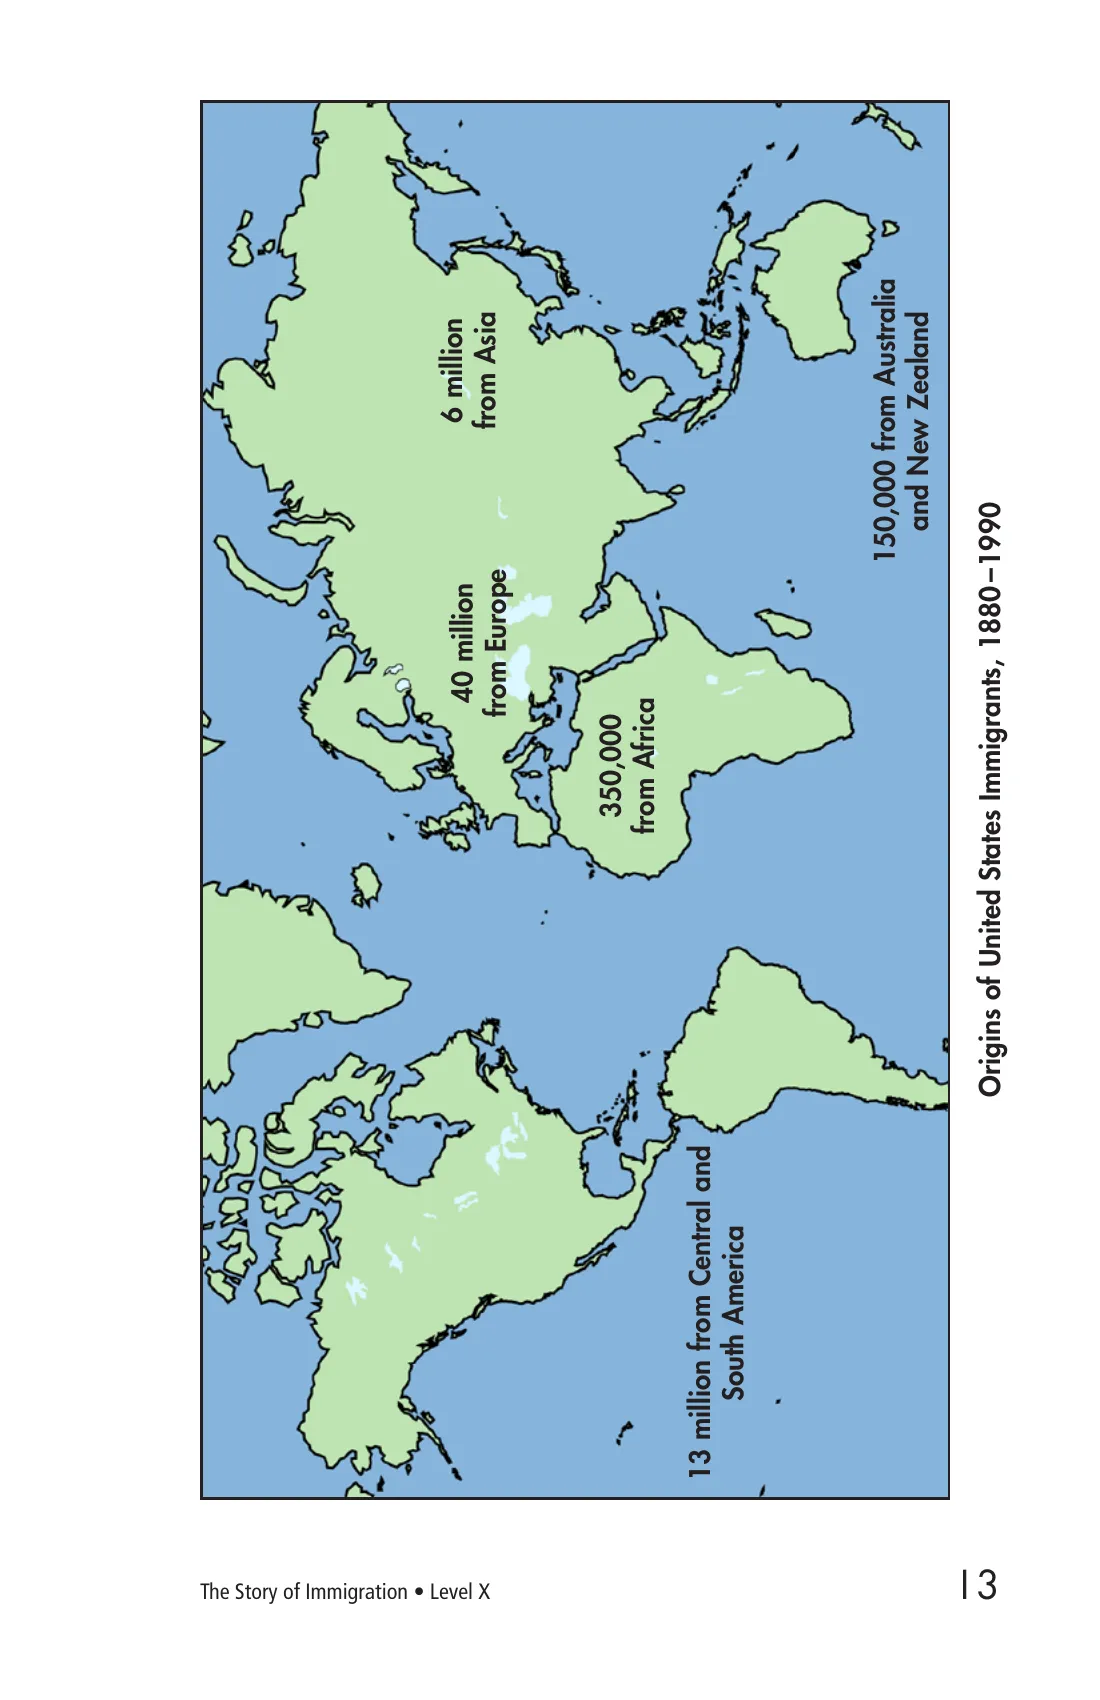 6 million
from Asia
40 million
from Europe
350,000
from Africa
150,000 from Australia
and New Zealand
13 million from Central and
South America
Origins of United States Immigrants, 1880–1990
The Story of Immigration • Level X
13